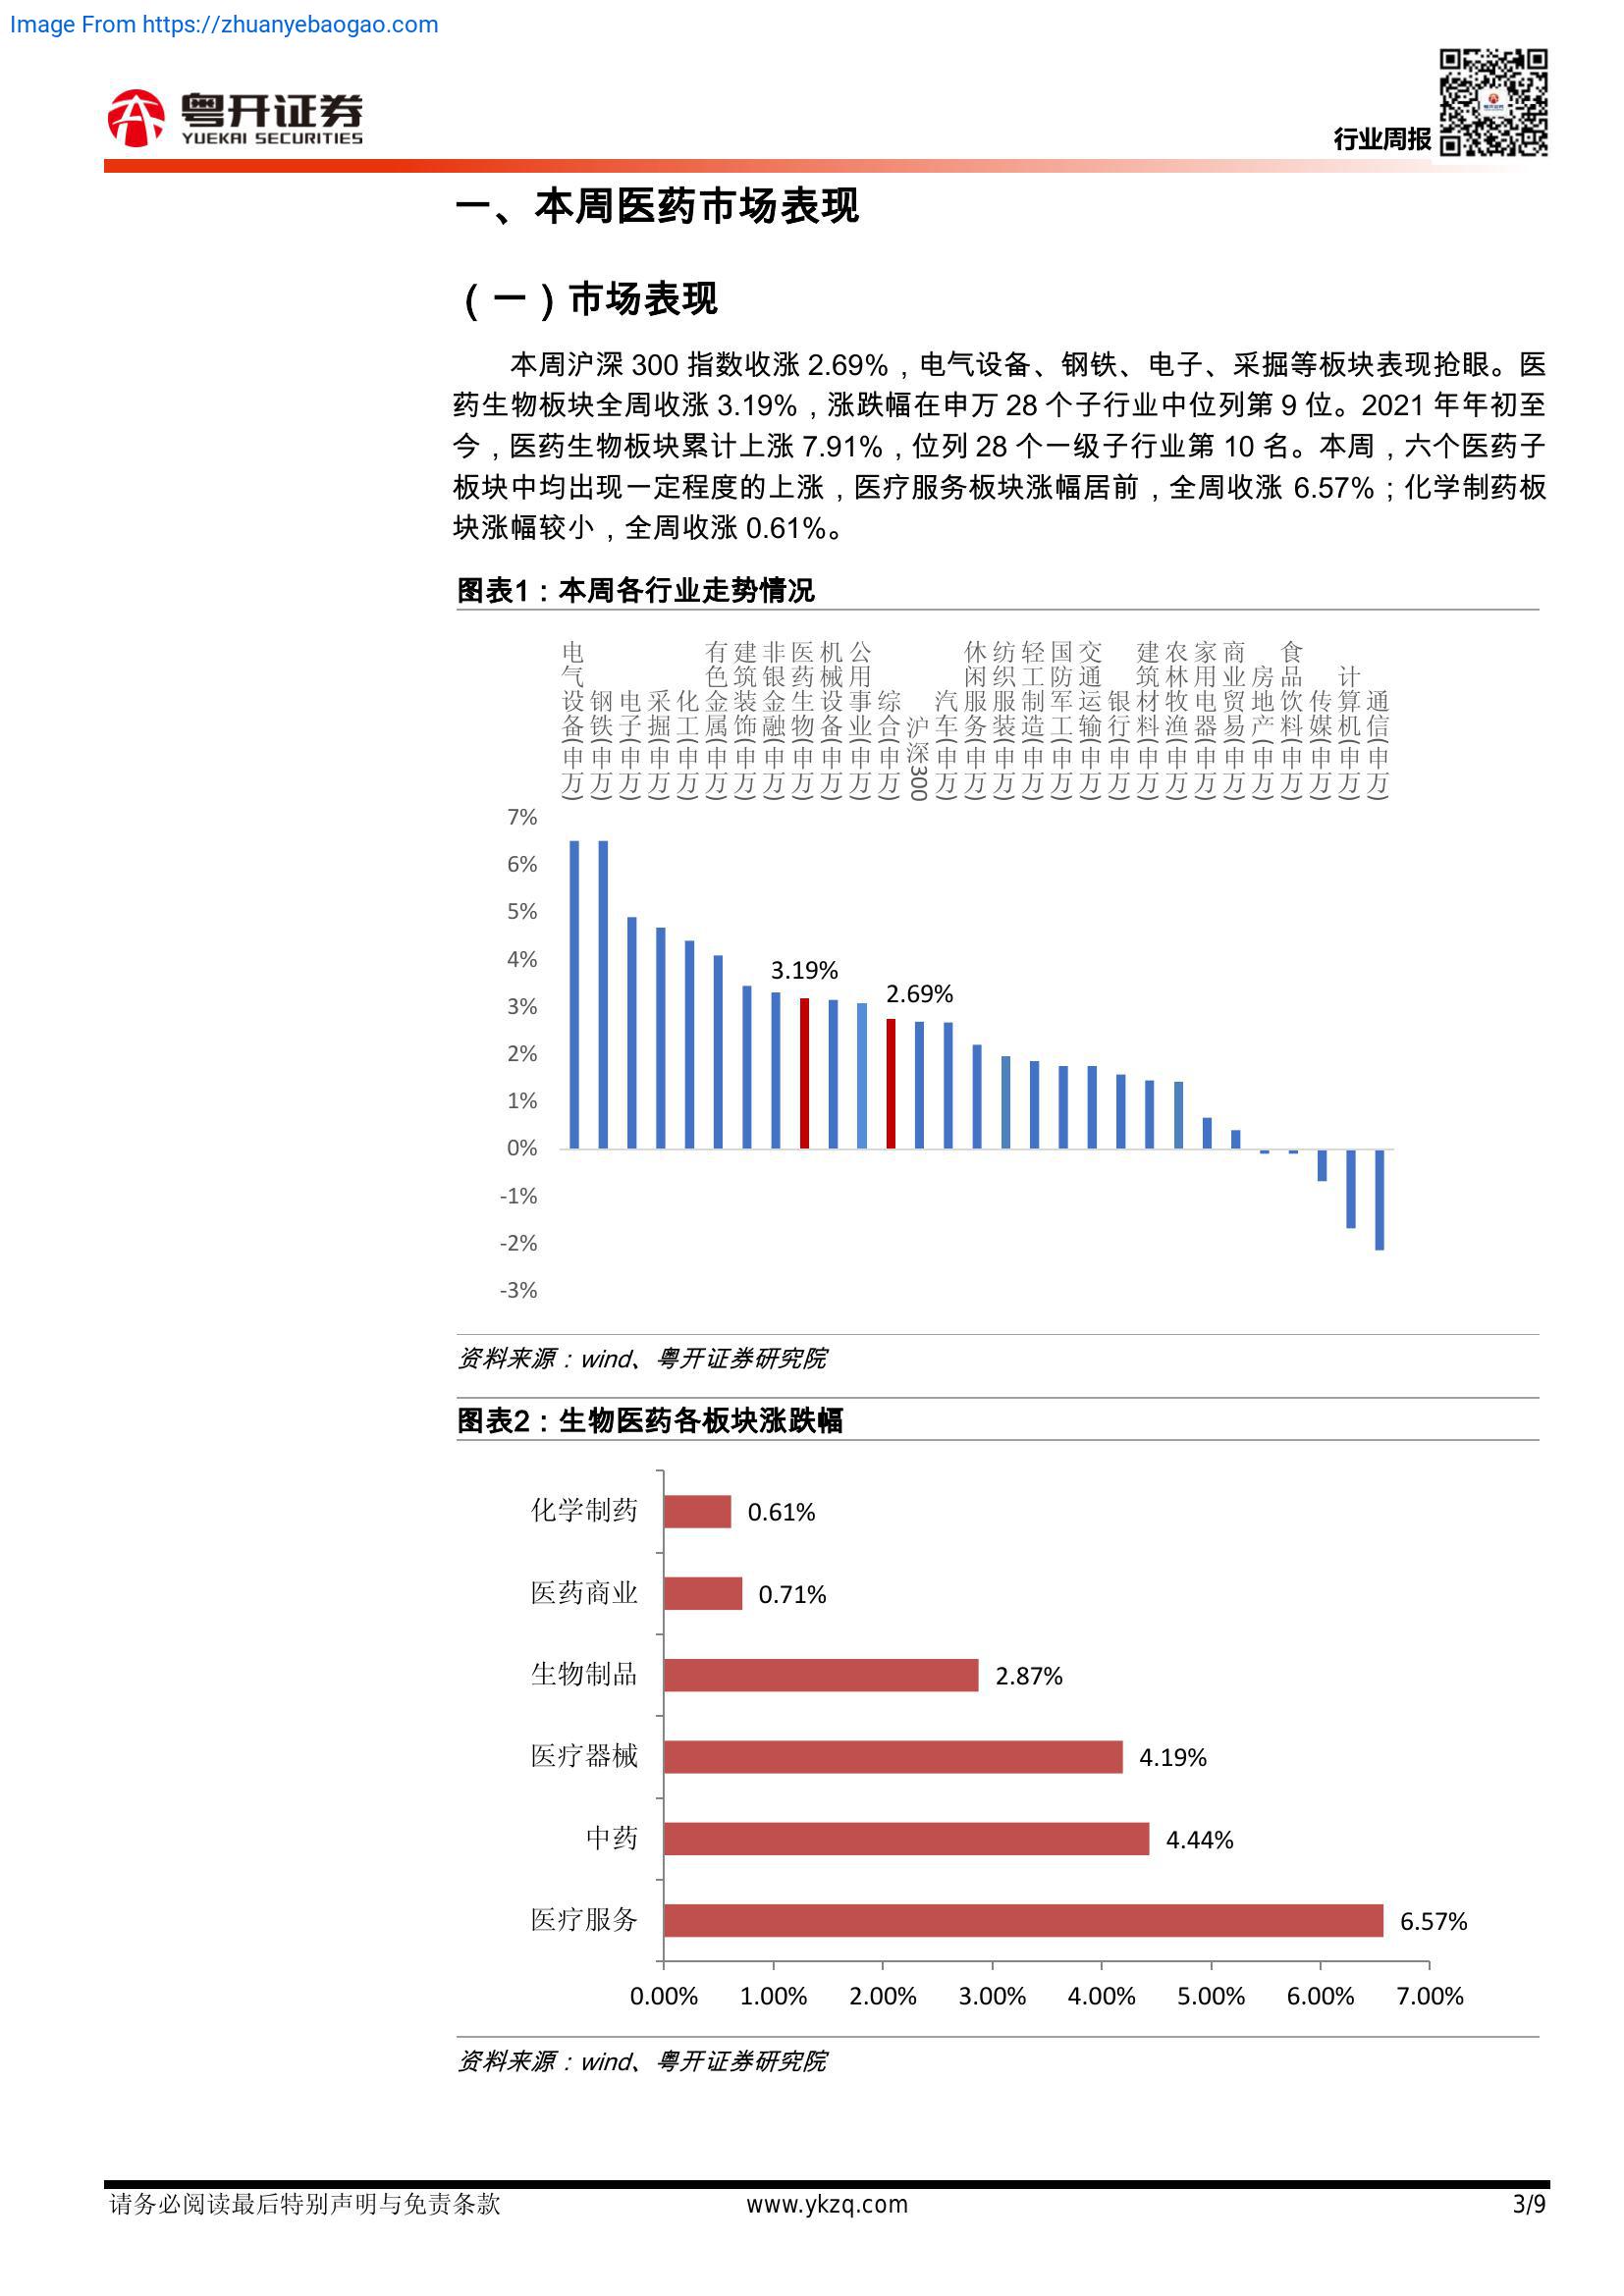 Image From https://zhuanyebaogao.com
粤开证券
YUEKAI SECURITIES
行业周报
一、本周医药市场表现
（一）市场表现
本周沪深 300 指数收涨 2.69%，电气设备、钢铁、电子、采掘等板块表现抢眼。医
药生物板块全周收涨 3.19%，涨跌幅在申万 28 个子行业中位列第 9 位。2021 年年初至
今，医药生物板块累计上涨 7.91%，位列 28 个一级子行业第 10 名。本周，六个医药子
板块中均出现一定程度的上涨，医疗服务板块涨幅居前，全周收涨 6.57%；化学制药板
块涨幅较小，全周收涨 0.61%。
图表1：本周各行业走势情况
电气设备(申万)
钢铁(申万)
电子(申万)
采掘(申万)
化工(申万)
有色金属(申万)
建筑装饰(申万)
非银金融(申万)
医药生物(申万)
机械设备(申万)
公用事业(申万)
综合(申万)
沪深300
汽车(申万)
休闲服务(申万)
纺织服装(申万)
轻工制造(申万)
国防军工(申万)
交通运输(申万)
银行(申万)
建筑材料(申万)
农林牧渔(申万)
家用电器(申万)
商业贸易(申万)
房地产(申万)
食品饮料(申万)
传媒(申万)
计算机(申万)
通信(申万)
7%
6%
5%
4%
3%
2%
1%
0%
-1%
-2%
-3%
3.19%
2.69%
资料来源：wind、粤开证券研究院
图表2：生物医药各板块涨跌幅
化学制药 0.61%
医药商业 0.71%
生物制品 2.87%
医疗器械 4.19%
中药 4.44%
医疗服务 6.57%
0.00% 1.00% 2.00% 3.00% 4.00% 5.00% 6.00% 7.00%
资料来源：wind、粤开证券研究院
请务必阅读最后特别声明与免责条款 www.ykzq.com 3/9